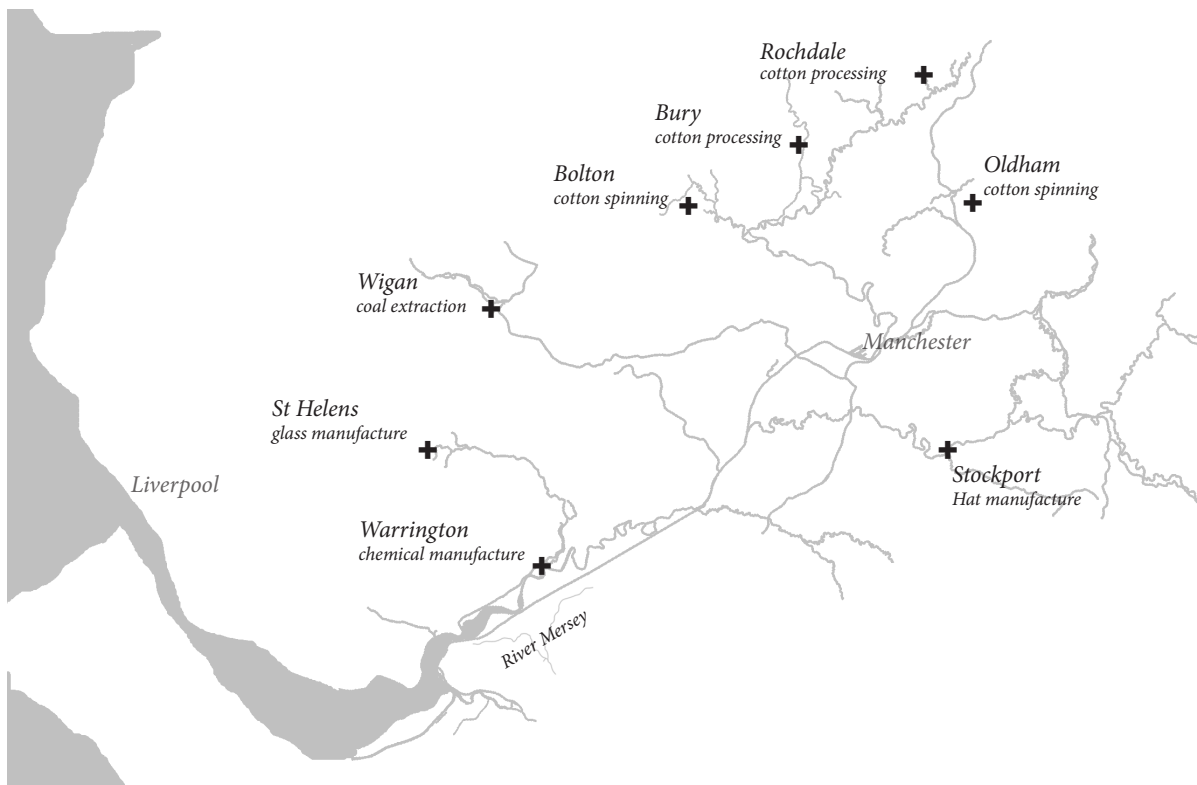 Rochdale
cotton processing
Bury
cotton processing
Oldham
cotton spinning
Bolton
cotton spinning
Wigan
coal extraction
Manchester
St Helens
glass manufacture
Liverpool
Stockport
Hat manufacture
Warrington
chemical manufacture
River Mersey